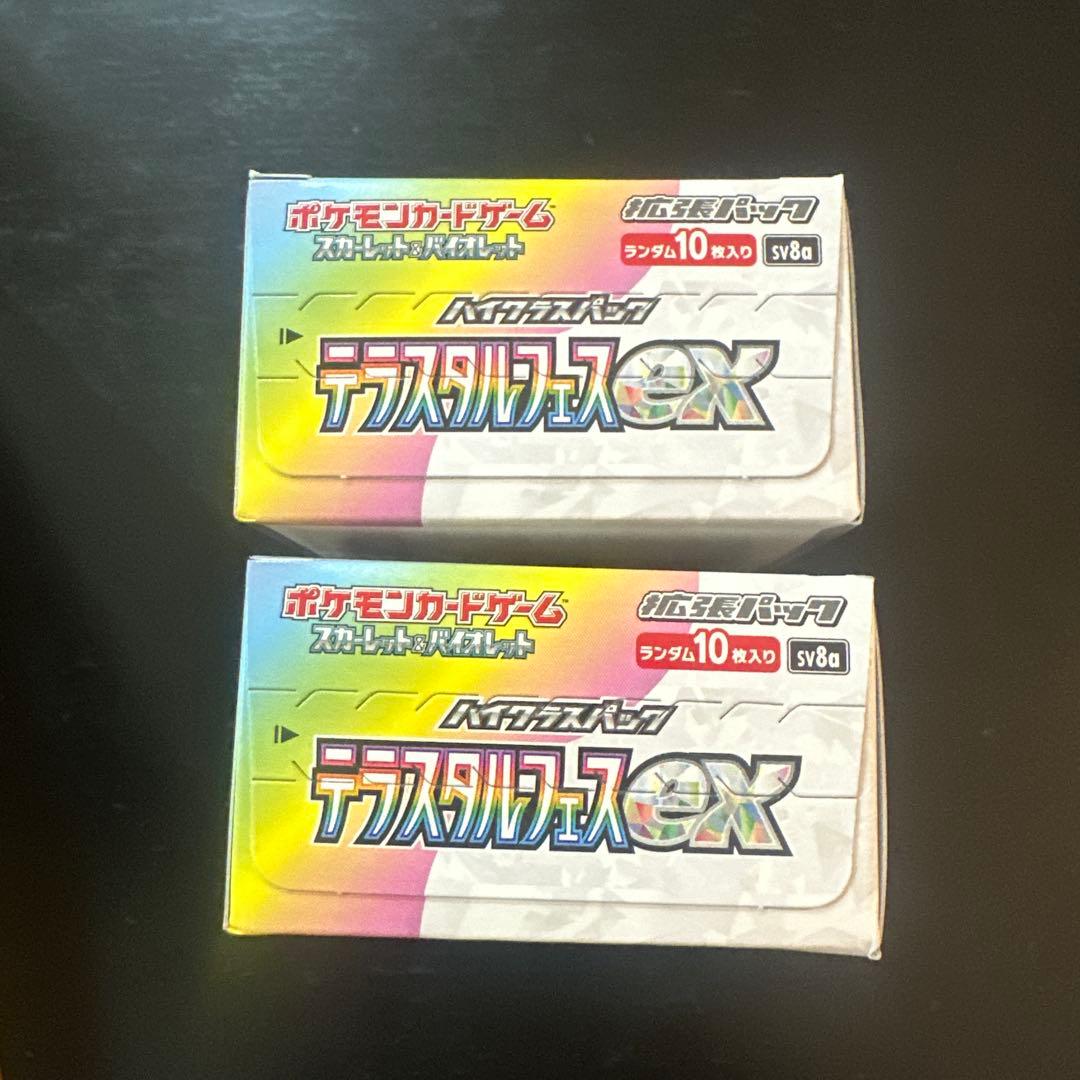 ポケモンカードゲーム™
スカーレット&バイオレット
拡張パック
ランダム10枚入り sv8a
ハイクラスパック
テラスタルフェスex
ポケモンカードゲーム™
スカーレット&バイオレット
拡張パック
ランダム10枚入り sv8a
ハイクラスパック
テラスタルフェスex